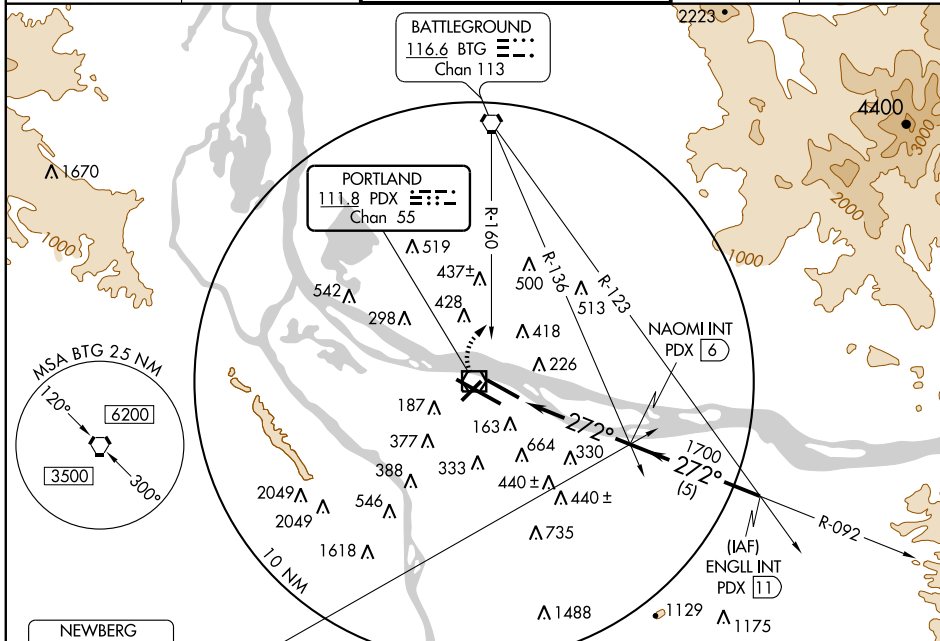 2223
BATTLEGROUND
116.6 BTG
Chan 113
4400
3000
1670
PORTLAND
111.8 PDX
Chan 55
R-160
2000
1000
1000
519
R-136
R-123
437±
500
542
513
428
298
418
NAOMI INT
PDX 6
226
MSA BTG 25 NM
120°
6200
3500
300°
187
163
272°
377
664
330
1700
272°
(5)
333
388
440 ±
440 ±
2049
2049
546
R-092
735
(IAF)
ENGLL INT
PDX 11
1618
10 NM
1488
1129
1175
NEWBERG